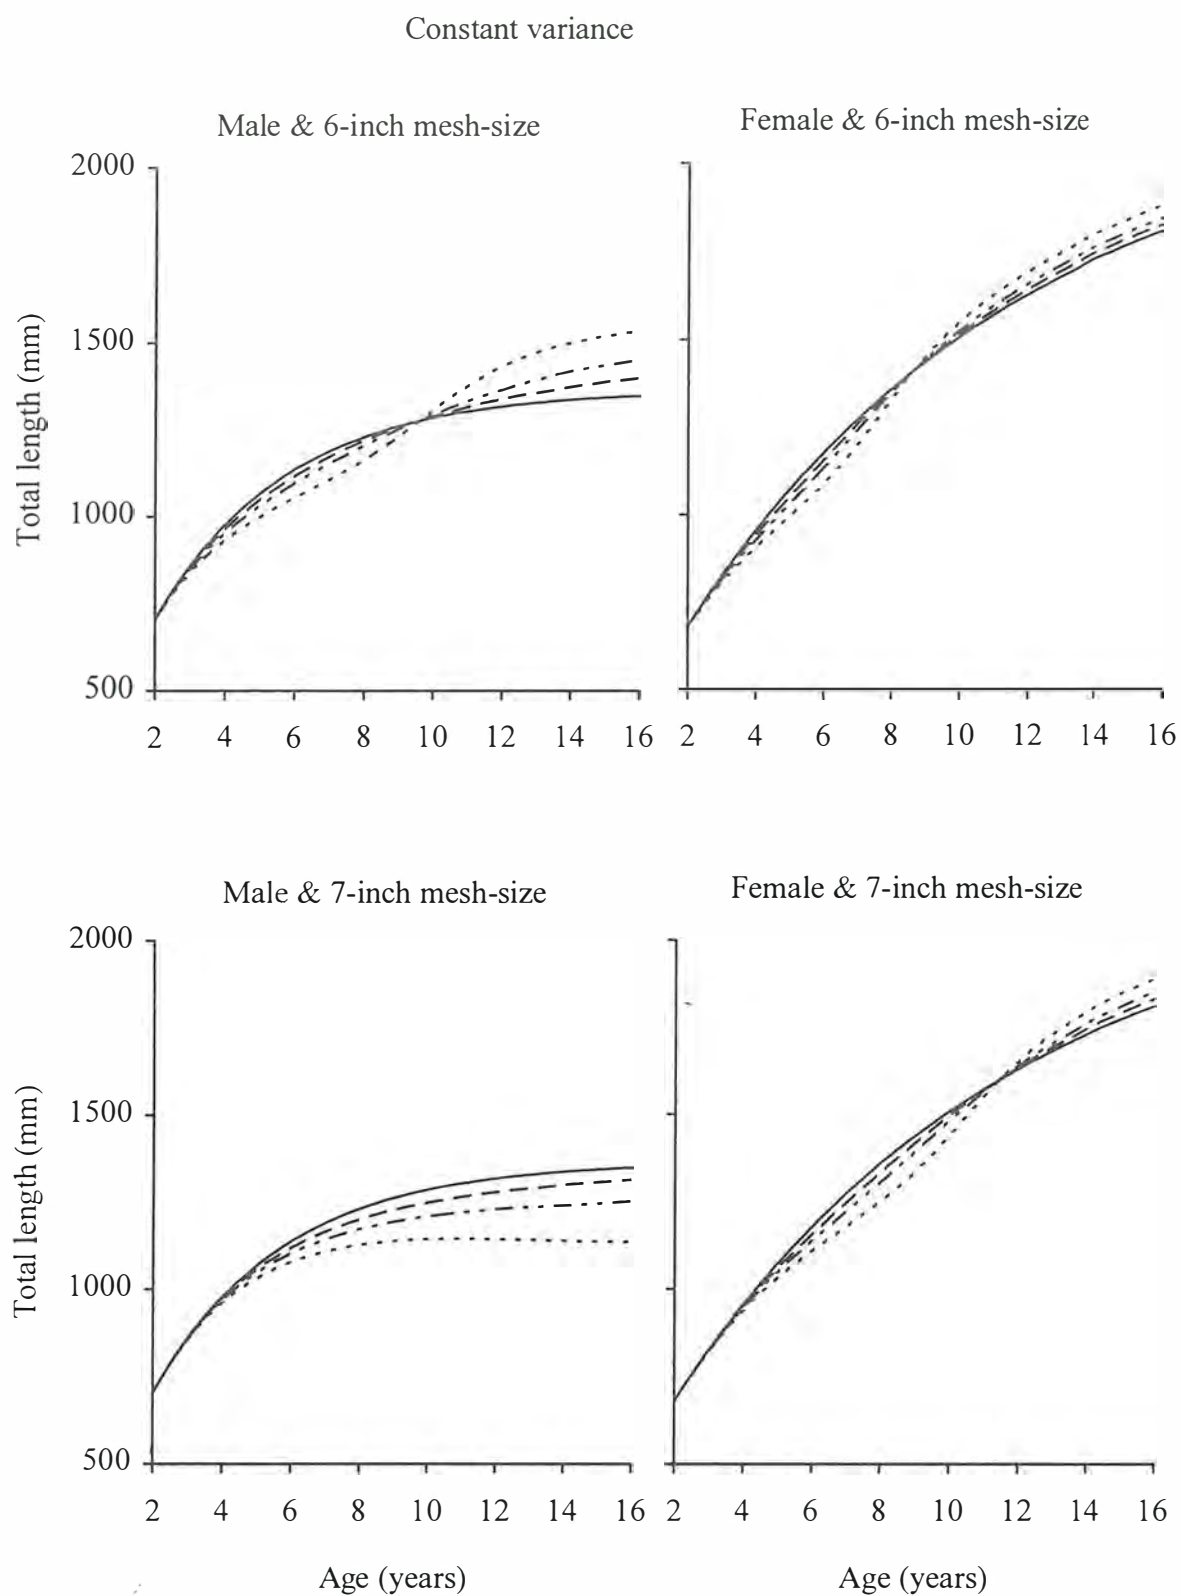 Constant variance
Male & 6-inch mesh-size
Female & 6-inch mesh-size
2000
1500
1000
500
Total length (mm)
2 4 6 8 10 12 14 16
2 4 6 8 10 12 14 16
Male & 7-inch mesh-size
Female & 7-inch mesh-size
2000
1500
1000
500
Total length (mm)
2 4 6 8 10 12 14 16
2 4 6 8 10 12 14 16
Age (years)
Age (years)